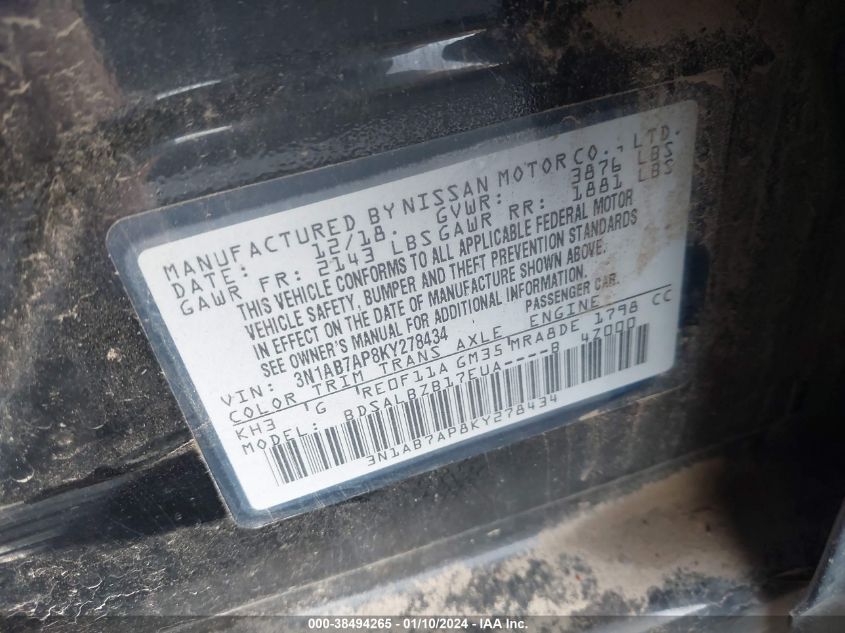 MANUFACTURED BY NISSAN MOTOR CO., LTD.
DATE: 12/18. GVWR: 3876 LBS
GAWR FR: 2143 LBS GAWR RR: 1881 LBS
THIS VEHICLE CONFORMS TO ALL APPLICABLE FEDERAL MOTOR
VEHICLE SAFETY, BUMPER AND THEFT PREVENTION STANDARDS
IN EFFECT ON THE DATE OF MANUFACTURE SHOWN ABOVE.
SEE OWNER'S MANUAL FOR ADDITIONAL INFORMATION.
VIN: 3N1AB7AP8KY278434 PASSENGER CAR.
COLOR TRIM TRANS AXLE ENGINE
KH3 'G 'RE0F11A GM35 MRA8DE 1798 CC
MODEL: BDSALBZB17EUA----B 47000
3N1AB7AP8KY278434
000-38494265 - 01/10/2024 - IAA Inc.